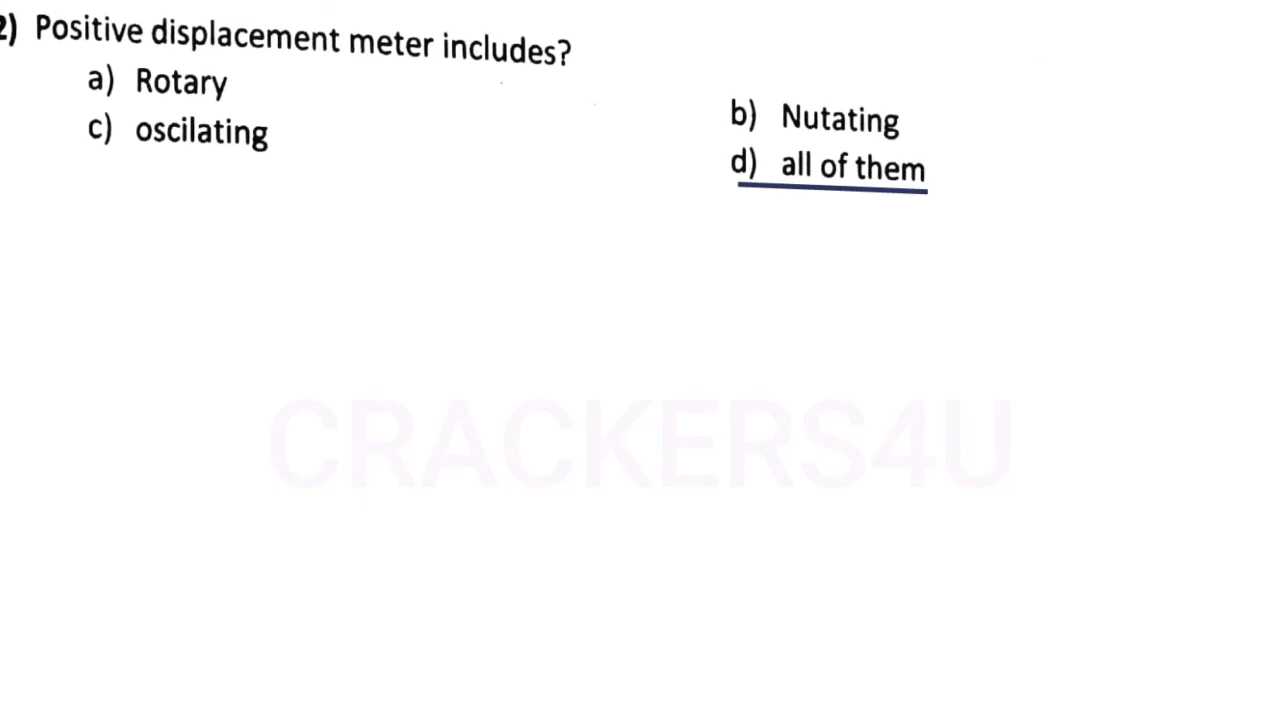 2) Positive displacement meter includes?
a) Rotary
b) Nutating
c) oscilating
d) all of them
CRACKERS4U